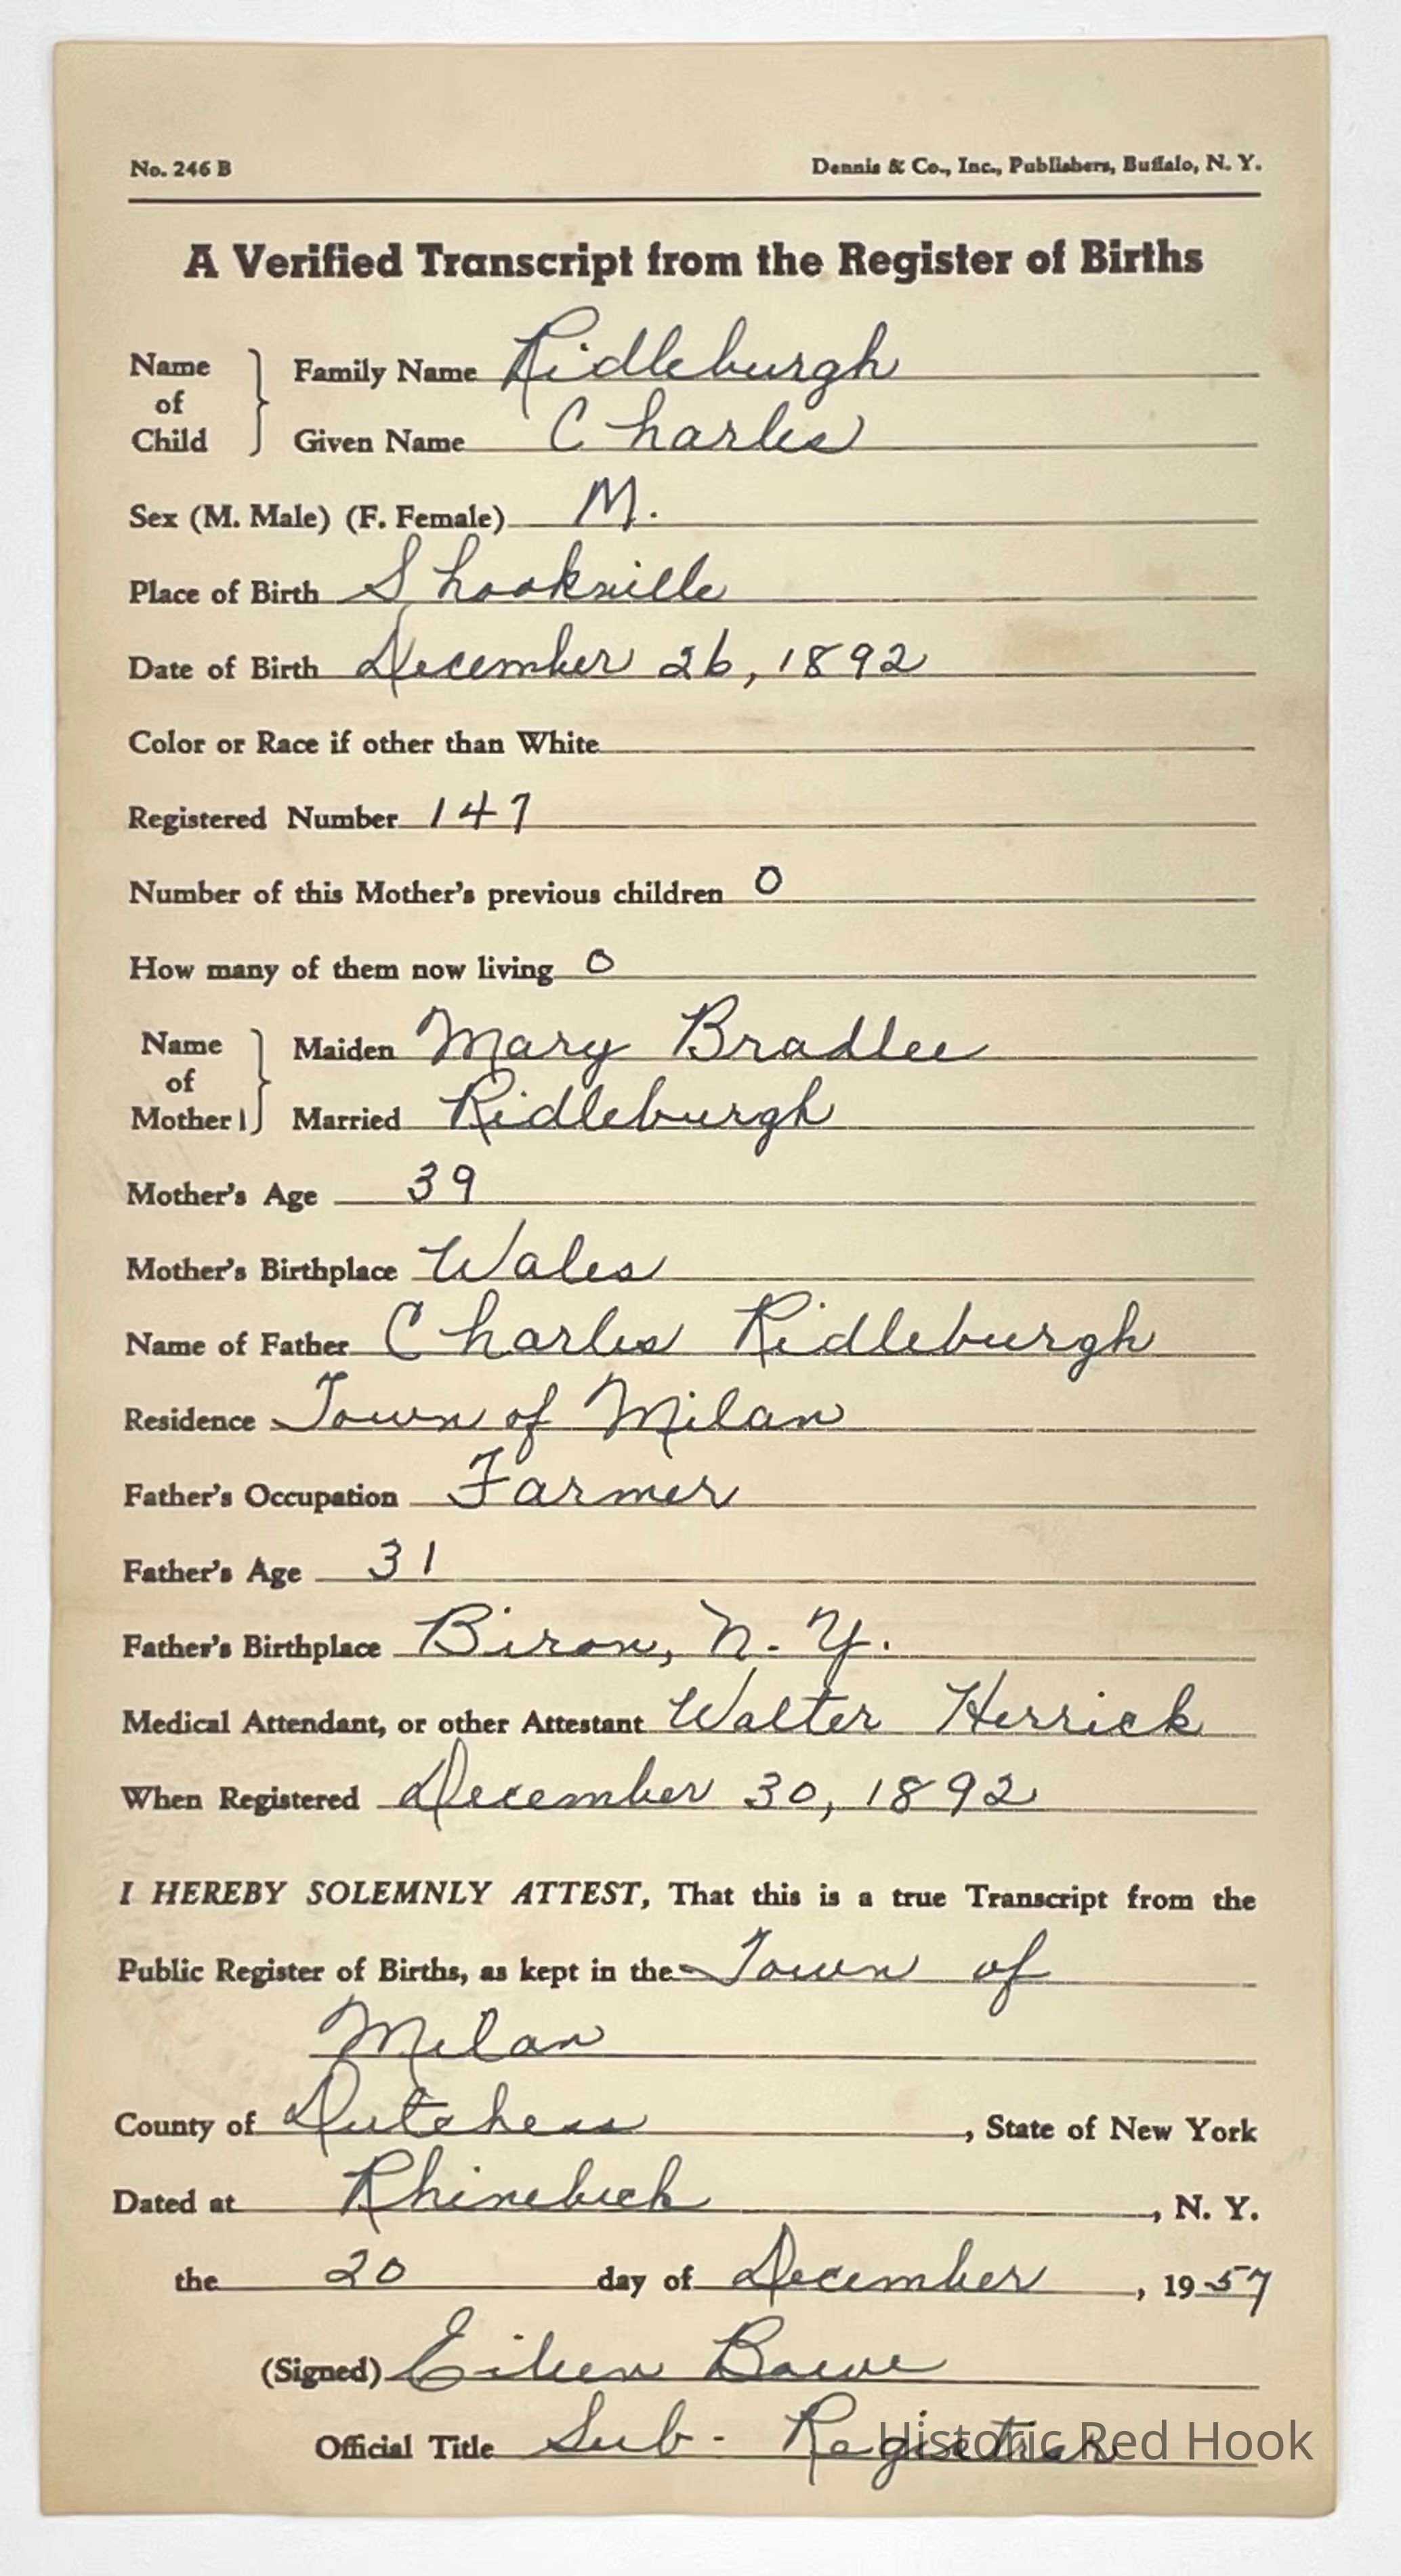 No. 246 B Dennis & Co., Inc., Publishers, Buffalo, N. Y.
A Verified Transcript from the Register of Births
Name of Child } Family Name Ridleburgh
Given Name Charles
Sex (M. Male) (F. Female) M.
Place of Birth Shookville
Date of Birth December 26, 1892
Color or Race if other than White
Registered Number 147
Number of this Mother's previous children 0
How many of them now living 0
Name of Mother } Maiden Mary Bradlee
Married Ridleburgh
Mother's Age 39
Mother's Birthplace Wales
Name of Father Charles Ridleburgh
Residence Town of Milan
Father's Occupation Farmer
Father's Age 31
Father's Birthplace Biron, N. Y.
Medical Attendant, or other Attestant Walter Herrick
When Registered December 30, 1892
I HEREBY SOLEMNLY ATTEST, That this is a true Transcript from the
Public Register of Births, as kept in the Town of
Milan
County of Dutchess, State of New York
Dated at Rhinebeck, N. Y.
the 20 day of December, 1957
(Signed) Eileen Bowe
Official Title Sub-Registrar
Historic Red Hook